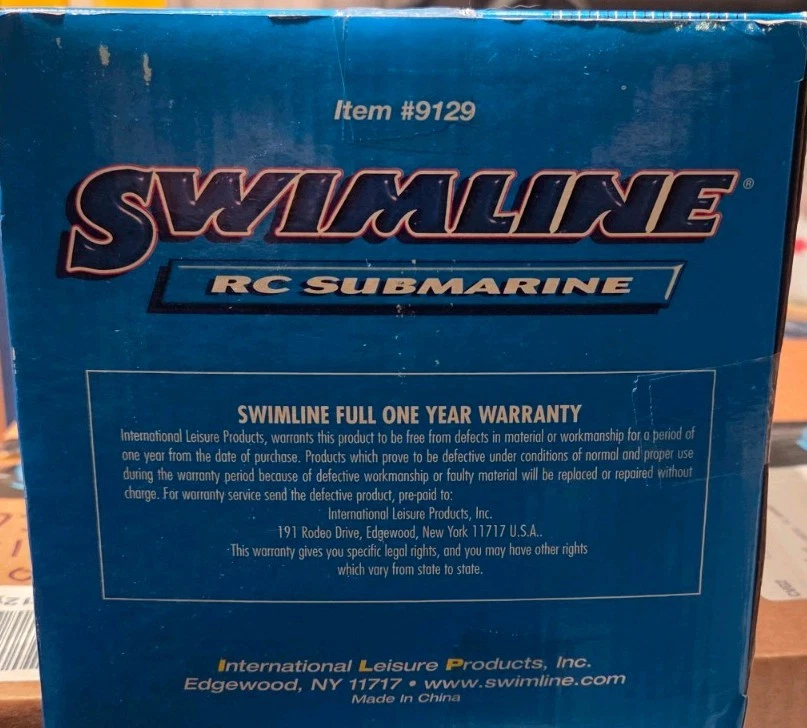 Item #9129
SWIMLINE®
RC SUBMARINE
SWIMLINE FULL ONE YEAR WARRANTY
International Leisure Products, warrants this product to be free from defects in material or workmanship for a period of
one year from the date of purchase. Products which prove to be defective under conditions of normal and proper use
during the warranty period because of defective workmanship or faulty material will be replaced or repaired without
charge. For warranty service send the defective product, pre-paid to:
International Leisure Products, Inc.
191 Rodeo Drive, Edgewood, New York 11717 U.S.A..
This warranty gives you specific legal rights, and you may have other rights
which vary from state to state.
International Leisure Products, Inc.
Edgewood, NY 11717 • www.swimline.com
Made In China